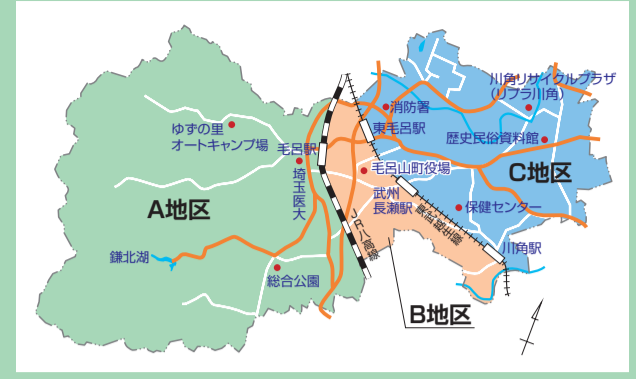 川角リサイクルプラザ
(リプラ川角)
消防署
ゆずの里
オートキャンプ場
東毛呂駅
歴史民俗資料館
毛呂駅
毛呂山町役場
埼玉医大
C地区
武州
長瀬駅
A地区
保健センター
東武越生線
JR八高線
川角駅
鎌北湖
総合公園
B地区